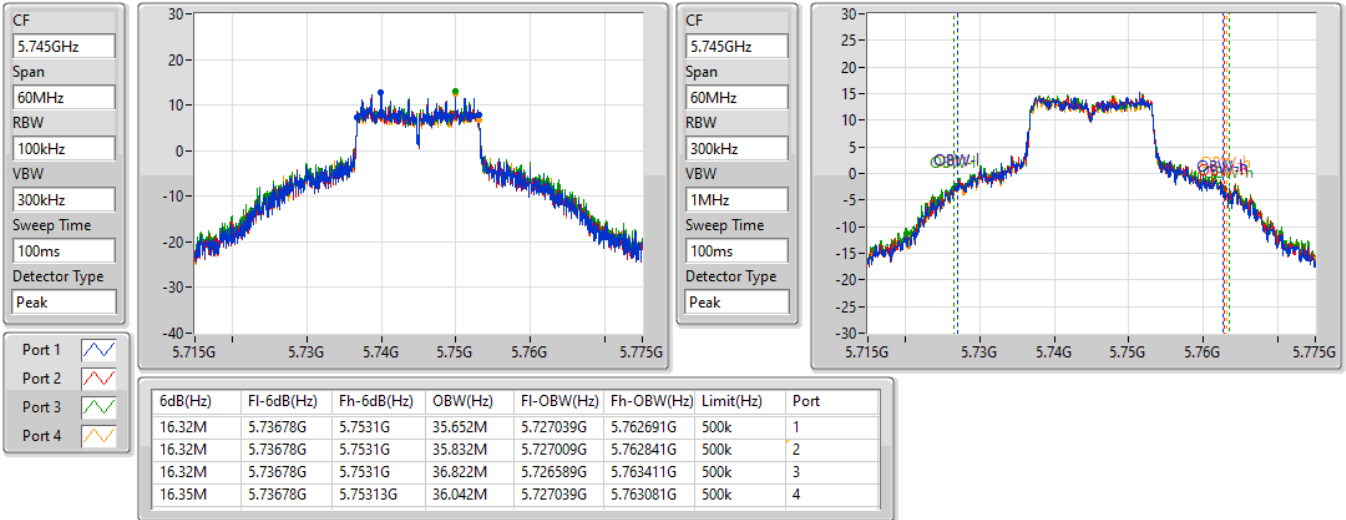 CF
5.745GHz
Span
60MHz
RBW
100kHz
VBW
300kHz
Sweep Time
100ms
Detector Type
Peak
30
20
10
0
-10
-20
-30
-40
5.715G 5.73G 5.74G 5.75G 5.76G 5.775G
CF
5.745GHz
Span
60MHz
RBW
300kHz
VBW
1MHz
Sweep Time
100ms
Detector Type
Peak
30
25
20
15
10
5
0
-5
-10
-15
-20
-25
-30
OBW-l
OBW-h
5.715G 5.73G 5.74G 5.75G 5.76G 5.775G
Port 1
Port 2
Port 3
Port 4
6dB(Hz) Fl-6dB(Hz) Fh-6dB(Hz) OBW(Hz) Fl-OBW(Hz) Fh-OBW(Hz) Limit(Hz) Port
16.32M 5.73678G 5.7531G 35.652M 5.727039G 5.762691G 500k 1
16.32M 5.73678G 5.7531G 35.832M 5.727009G 5.762841G 500k 2
16.32M 5.73678G 5.7531G 36.822M 5.726589G 5.763411G 500k 3
16.35M 5.73678G 5.75313G 36.042M 5.727039G 5.763081G 500k 4